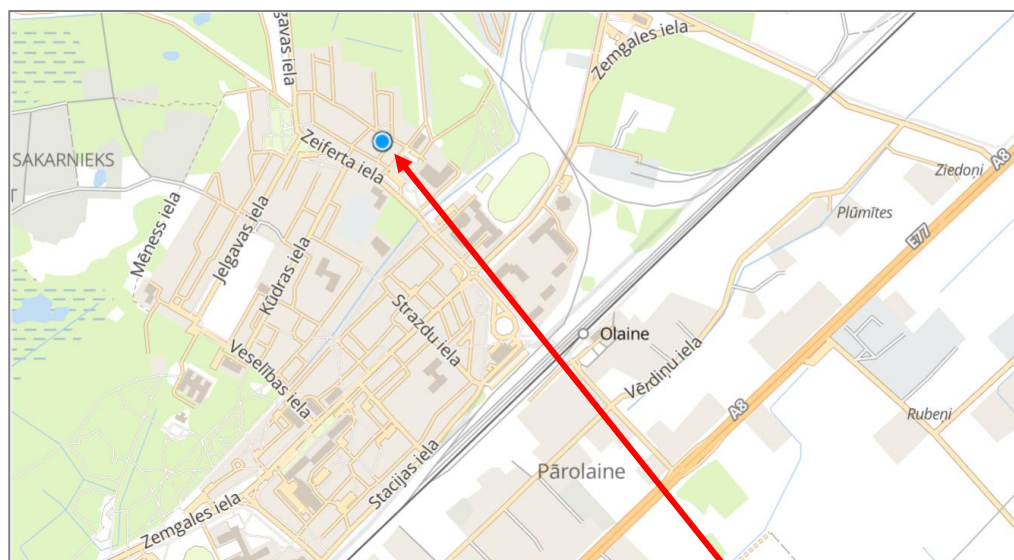 gavas iela
Zemgales iela
Zeiferta iela
SAKARNIEKS
T
A8
Ziedoņi
Mēness iela
Plūmītes
Jelgavas iela
E77
Kūdras iela
Strazdu iela
Olaine
Veselības iela
Vērdiņu iela
A8
Rubeņi
Pārolaine
Stacijas iela
Zemgales iela